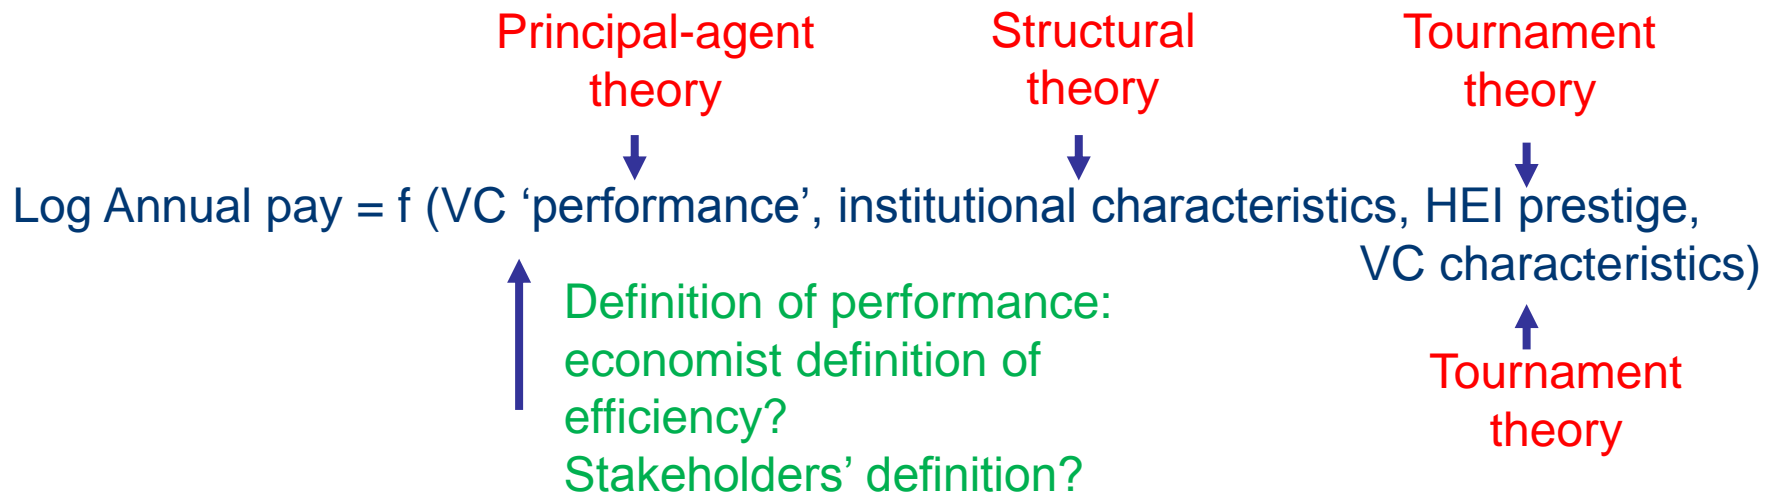 Principal-agent
theory
Structural
theory
Tournament
theory
Log Annual pay = f (VC ‘performance’, institutional characteristics, HEI prestige,
VC characteristics)
Definition of performance:
economist definition of
efficiency?
Stakeholders’ definition?
Tournament
theory